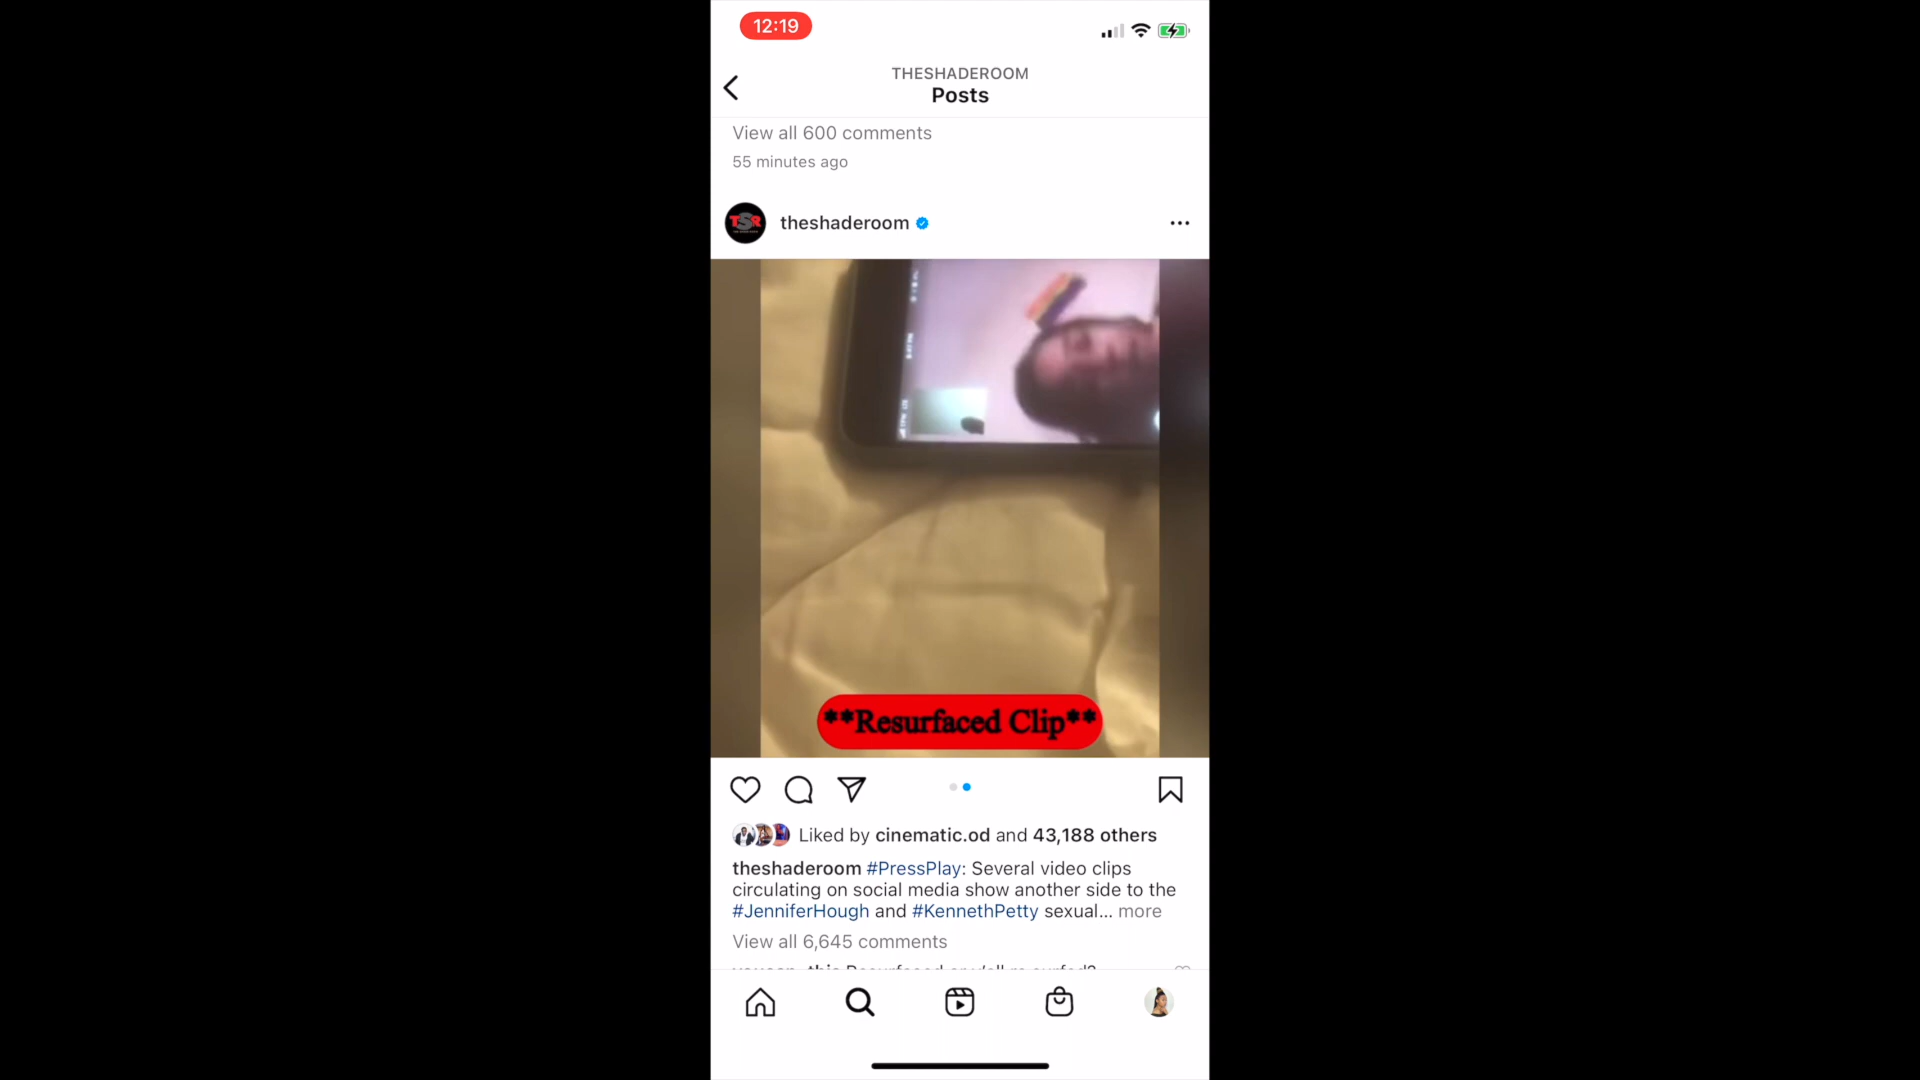 12:19
THESHADEROOM
Posts
View all 600 comments
55 minutes ago
TSR
theshaderoom
**Resurfaced Clip**
Liked by cinematic.od and 43,188 others
theshaderoom #PressPlay: Several video clips
circulating on social media show another side to the
#JenniferHough and #KennethPetty sexual... more
View all 6,645 comments